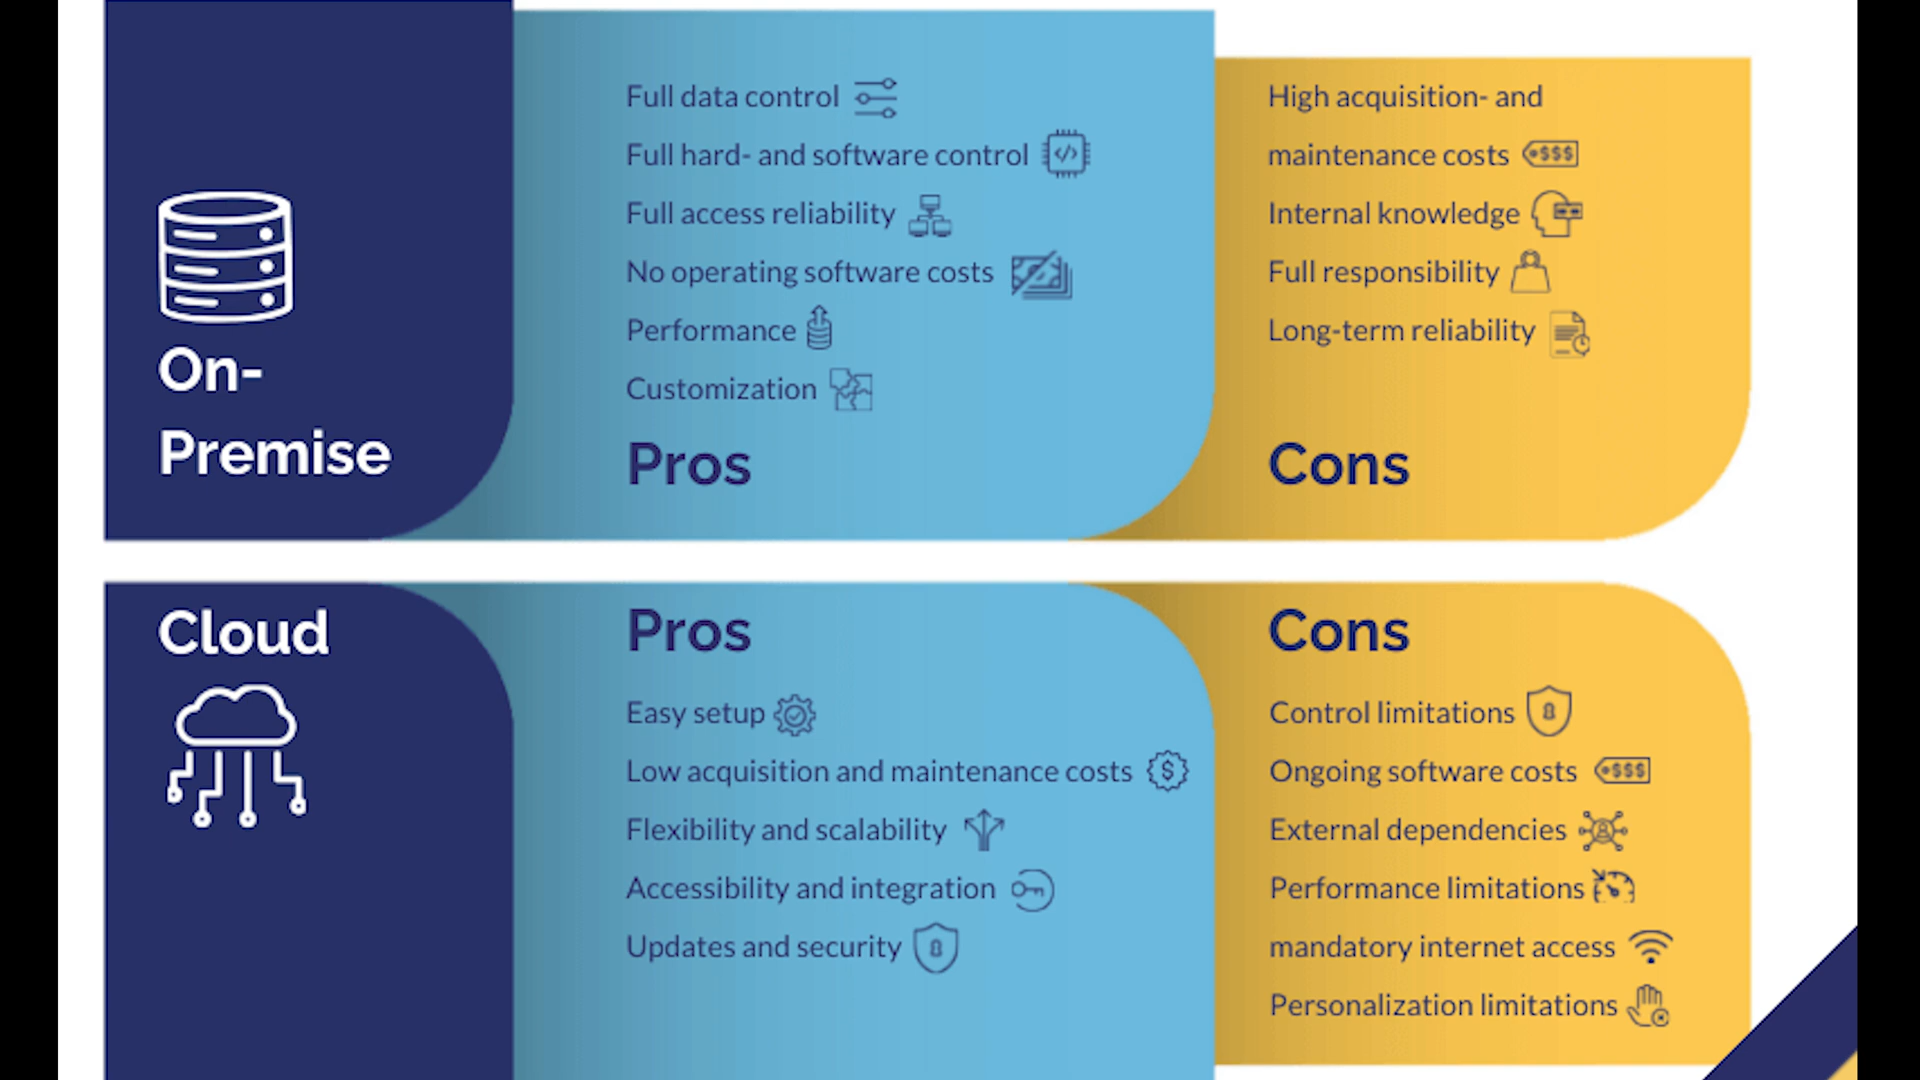 On-
Premise
Full data control
Full hard- and software control
Full access reliability
No operating software costs
Performance
Customization
Pros
High acquisition- and
maintenance costs
$$$
Internal knowledge
Full responsibility
Long-term reliability
Cons
Cloud
Pros
Easy setup
Low acquisition and maintenance costs
$
Flexibility and scalability
Accessibility and integration
Updates and security
Cons
Control limitations
Ongoing software costs
$$$
External dependencies
Performance limitations
mandatory internet access
Personalization limitations